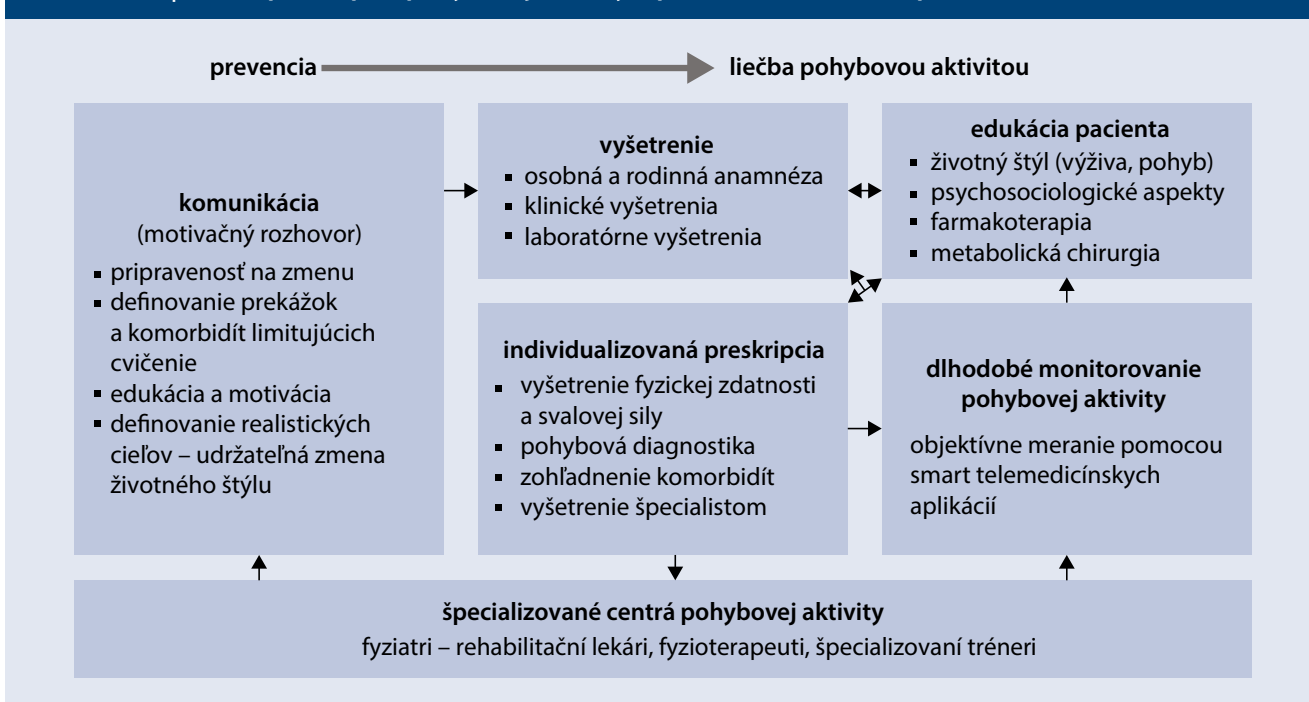 prevencia
liečba pohybovou aktivitou
komunikácia
(motivačný rozhovor)
▪ pripravenosť na zmenu
▪ definovanie prekážok
a komorbidít limitujúcich
cvičenie
▪ edukácia a motivácia
▪ definovanie realistických
cieľov – udržateľná zmena
životného štýlu
vyšetrenie
▪ osobná a rodinná anamnéza
▪ klinické vyšetrenia
▪ laboratórne vyšetrenia
edukácia pacienta
▪ životný štýl (výživa, pohyb)
▪ psychosociologické aspekty
▪ farmakoterapia
▪ metabolická chirurgia
individualizovaná preskripcia
▪ vyšetrenie fyzickej zdatnosti
a svalovej sily
▪ pohybová diagnostika
▪ zohľadnenie komorbidít
▪ vyšetrenie špecialistom
dlhodobé monitorovanie
pohybovej aktivity
objektívne meranie pomocou
smart telemedicínskych
aplikácií
špecializované centrá pohybovej aktivity
fyziatri – rehabilitační lekári, fyzioterapeuti, špecializovaní tréneri